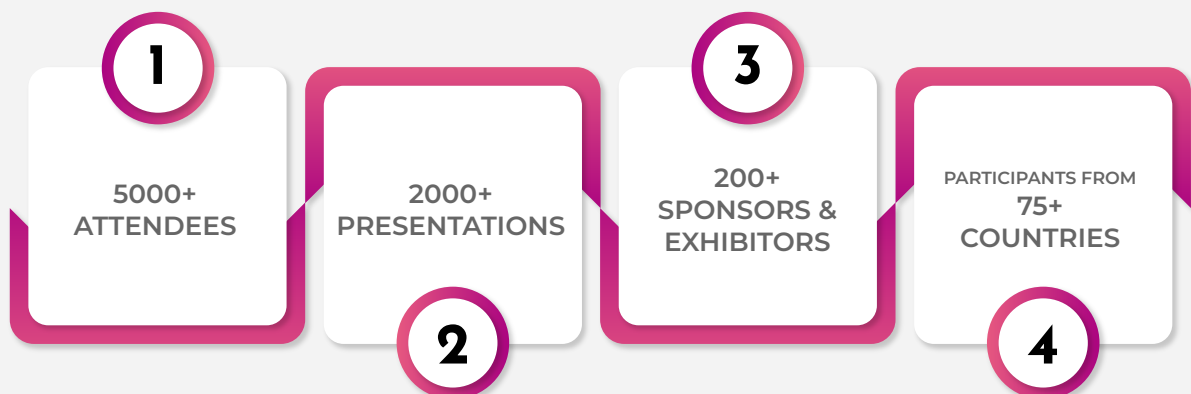 1
5000+
ATTENDEES
2000+
PRESENTATIONS
2
3
200+
SPONSORS &
EXHIBITORS
PARTICIPANTS FROM
75+
COUNTRIES
4